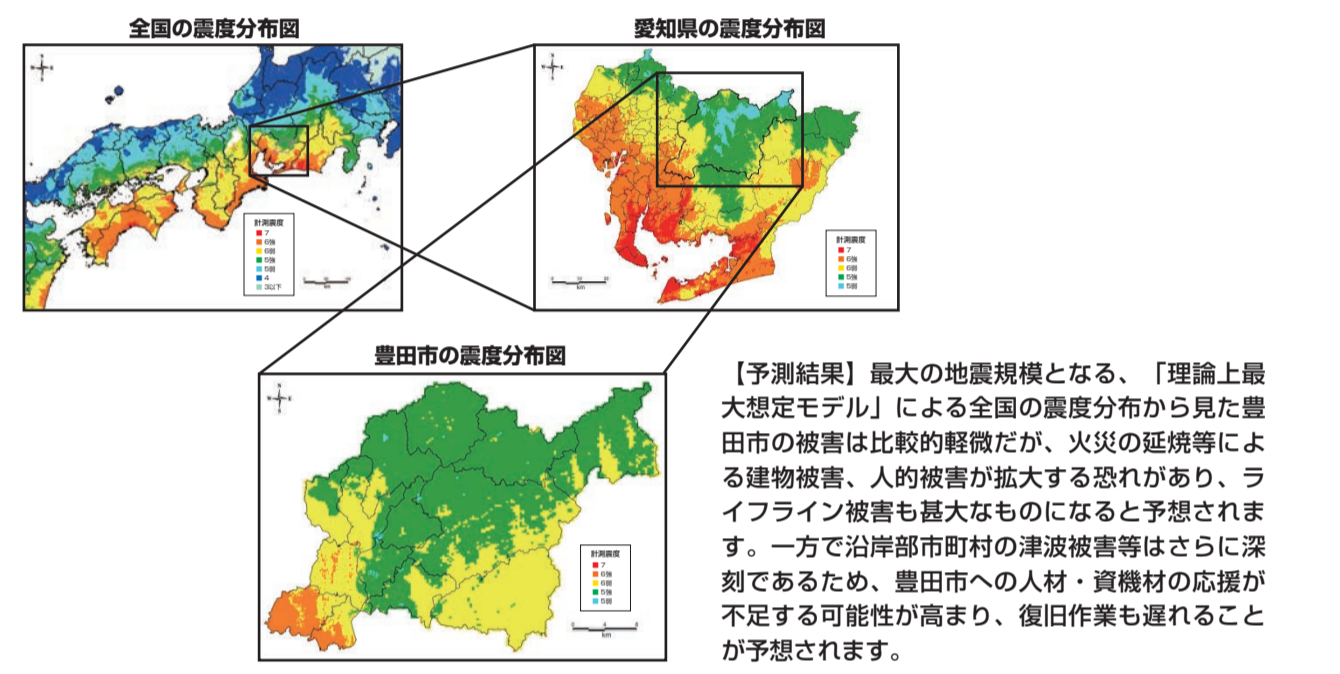 全国の震度分布図
愛知県の震度分布図
N
W E
S
N
W E
S
計測震度
7
6強
6弱
5強
5弱
4
3以下
km
計測震度
7
6強
6弱
5強
5弱
km
豊田市の震度分布図
N
W E
S
計測震度
7
6強
6弱
5強
5弱
0 4 8
km
【予測結果】最大の地震規模となる、「理論上最
大想定モデル」による全国の震度分布から見た豊
田市の被害は比較的軽微だが、火災の延焼等によ
る建物被害、人的被害が拡大する恐れがあり、ラ
イフライン被害も甚大なものになると予想されま
す。一方で沿岸部市町村の津波被害等はさらに深
刻であるため、豊田市への人材・資機材の応援が
不足する可能性が高まり、復旧作業も遅れること
が予想されます。